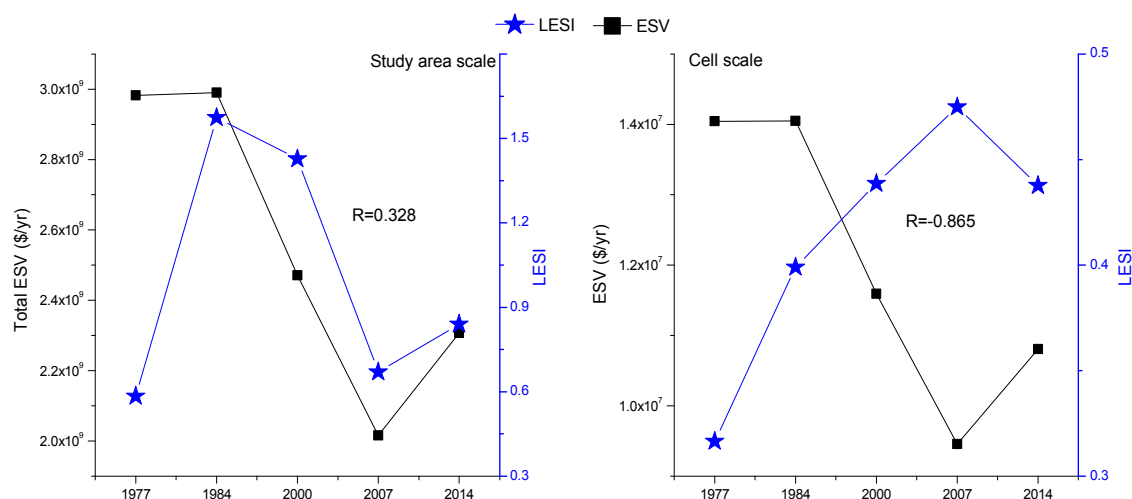 LESI ESV
Study area scale
Total ESV ($/yr)
3.0x10⁹
2.8x10⁹
2.6x10⁹
2.4x10⁹
2.2x10⁹
2.0x10⁹
R=0.328
1.5
1.2
0.9
0.6
0.3
LESI
1977 1984 2000 2007 2014
Cell scale
ESV ($/yr)
1.4x10⁷
1.2x10⁷
1.0x10⁷
R=-0.865
0.5
0.4
0.3
LESI
1977 1984 2000 2007 2014